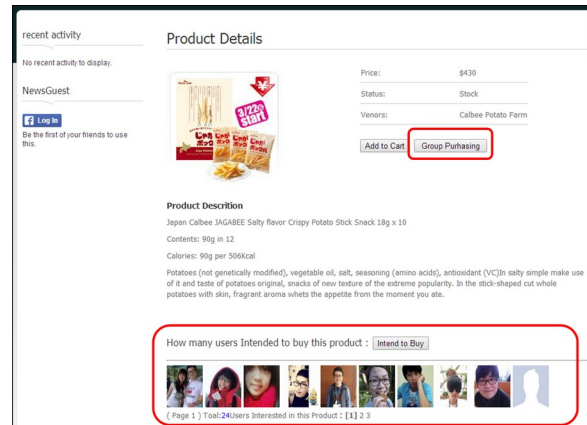 recent activity
No recent activity to display.
NewsGuest
Log In
Be the first of your friends to use
this.
Product Details
3/22
start
Price: $430
Status: Stock
Venors: Calbee Potato Farm
Add to Cart Group Purhasing
Product Descrition
Japan Calbee JAGABEE Salty flavor Crispy Potato Stick Snack 18g x 10
Contents: 90g in 12
Calories: 90g per 506Kcal
Potatoes (not genetically modified), vegetable oil, salt, seasoning (amino acids), antioxidant (VC)In salty simple make use
of it and taste of potatoes original, snacks of new texture of the extreme popularity. In the stick-shaped cut whole
potatoes with skin, fragrant aroma whets the appetite from the moment you ate.
How many users Intended to buy this product : Intend to Buy
( Page 1 ) Toal:24Users Interested in this Product : [1] 2 3